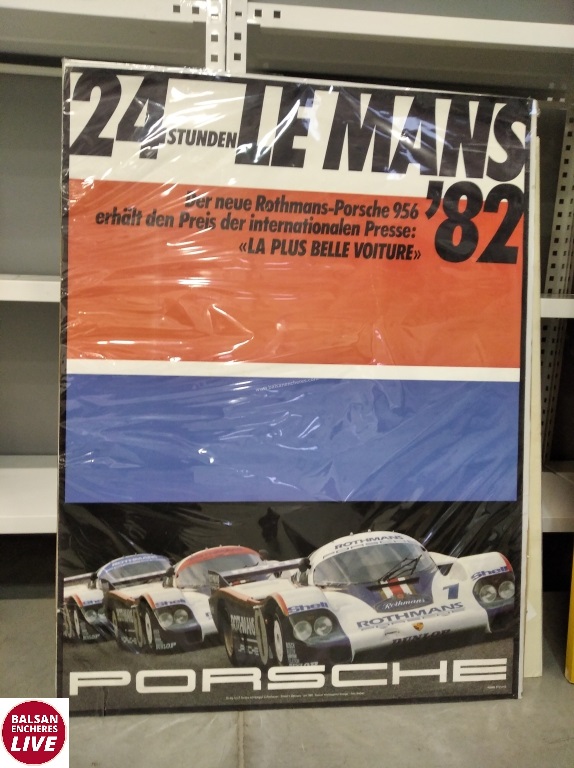 24 STUNDEN LE MANS
'82
Der neue Rothmans-Porsche 956
erhält den Preis der internationalen Presse:
«LA PLUS BELLE VOITURE»
ROTHMANS
Shell
1
Shell
Rothmans
ROTHMANS
DUNLOP
PORSCHE
BALSAN
ENCHERES
LIVE